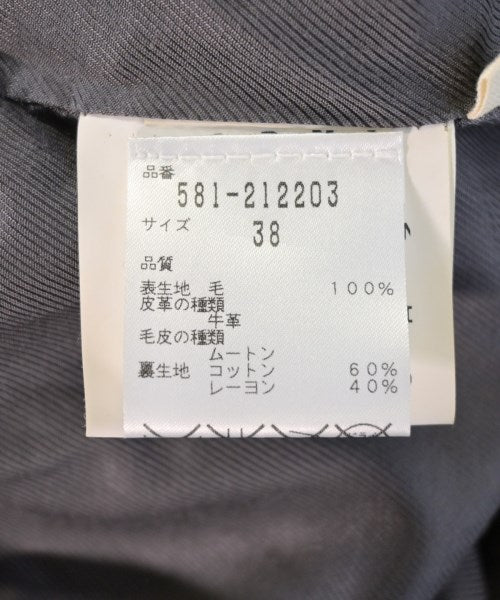 品番
581-212203
サイズ 38
品質
表生地 毛 100%
皮革の種類
牛革
毛皮の種類
ムートン
裏生地 コットン 60%
レーヨン 40%